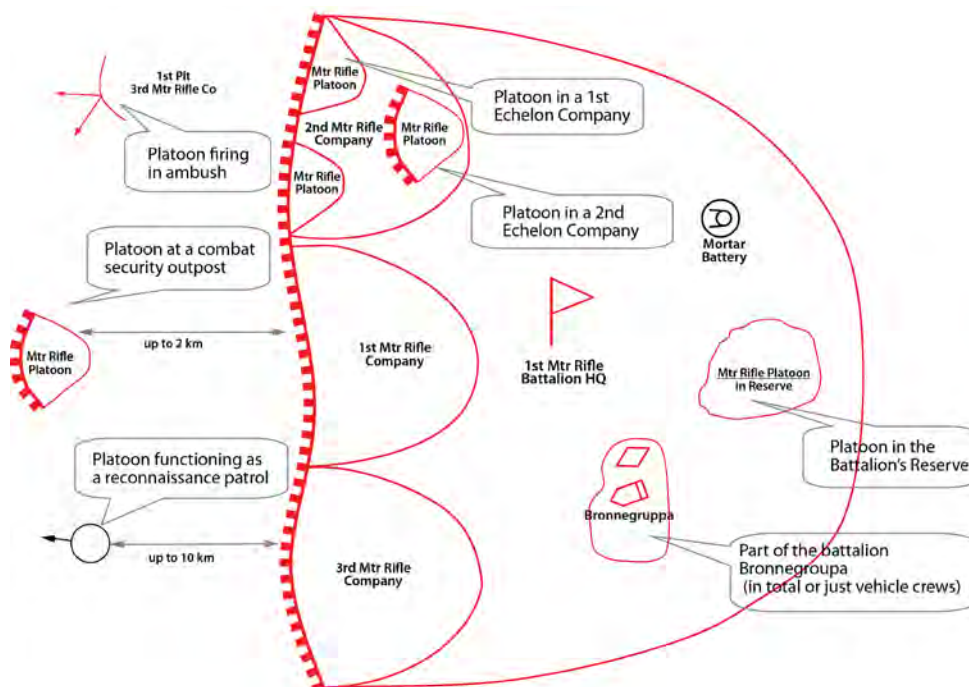 1st Plt
3rd Mtr Rifle Co
Platoon firing
in ambush
Mtr Rifle
Platoon
2nd Mtr Rifle
Company
Mtr Rifle
Platoon
Mtr Rifle
Platoon
Platoon in a 1st
Echelon Company
Platoon in a 2nd
Echelon Company
Mortar
Battery
Platoon at a combat
security outpost
Mtr Rifle
Platoon
up to 2 km
1st Mtr Rifle
Company
1st Mtr Rifle
Battalion HQ
Mtr Rifle Platoon
in Reserve
Platoon in the
Battalion's Reserve
Platoon functioning as
a reconnaissance patrol
up to 10 km
3rd Mtr Rifle
Company
Bronnegruppa
Part of the battalion
Bronnegroupa
(in total or just vehicle crews)